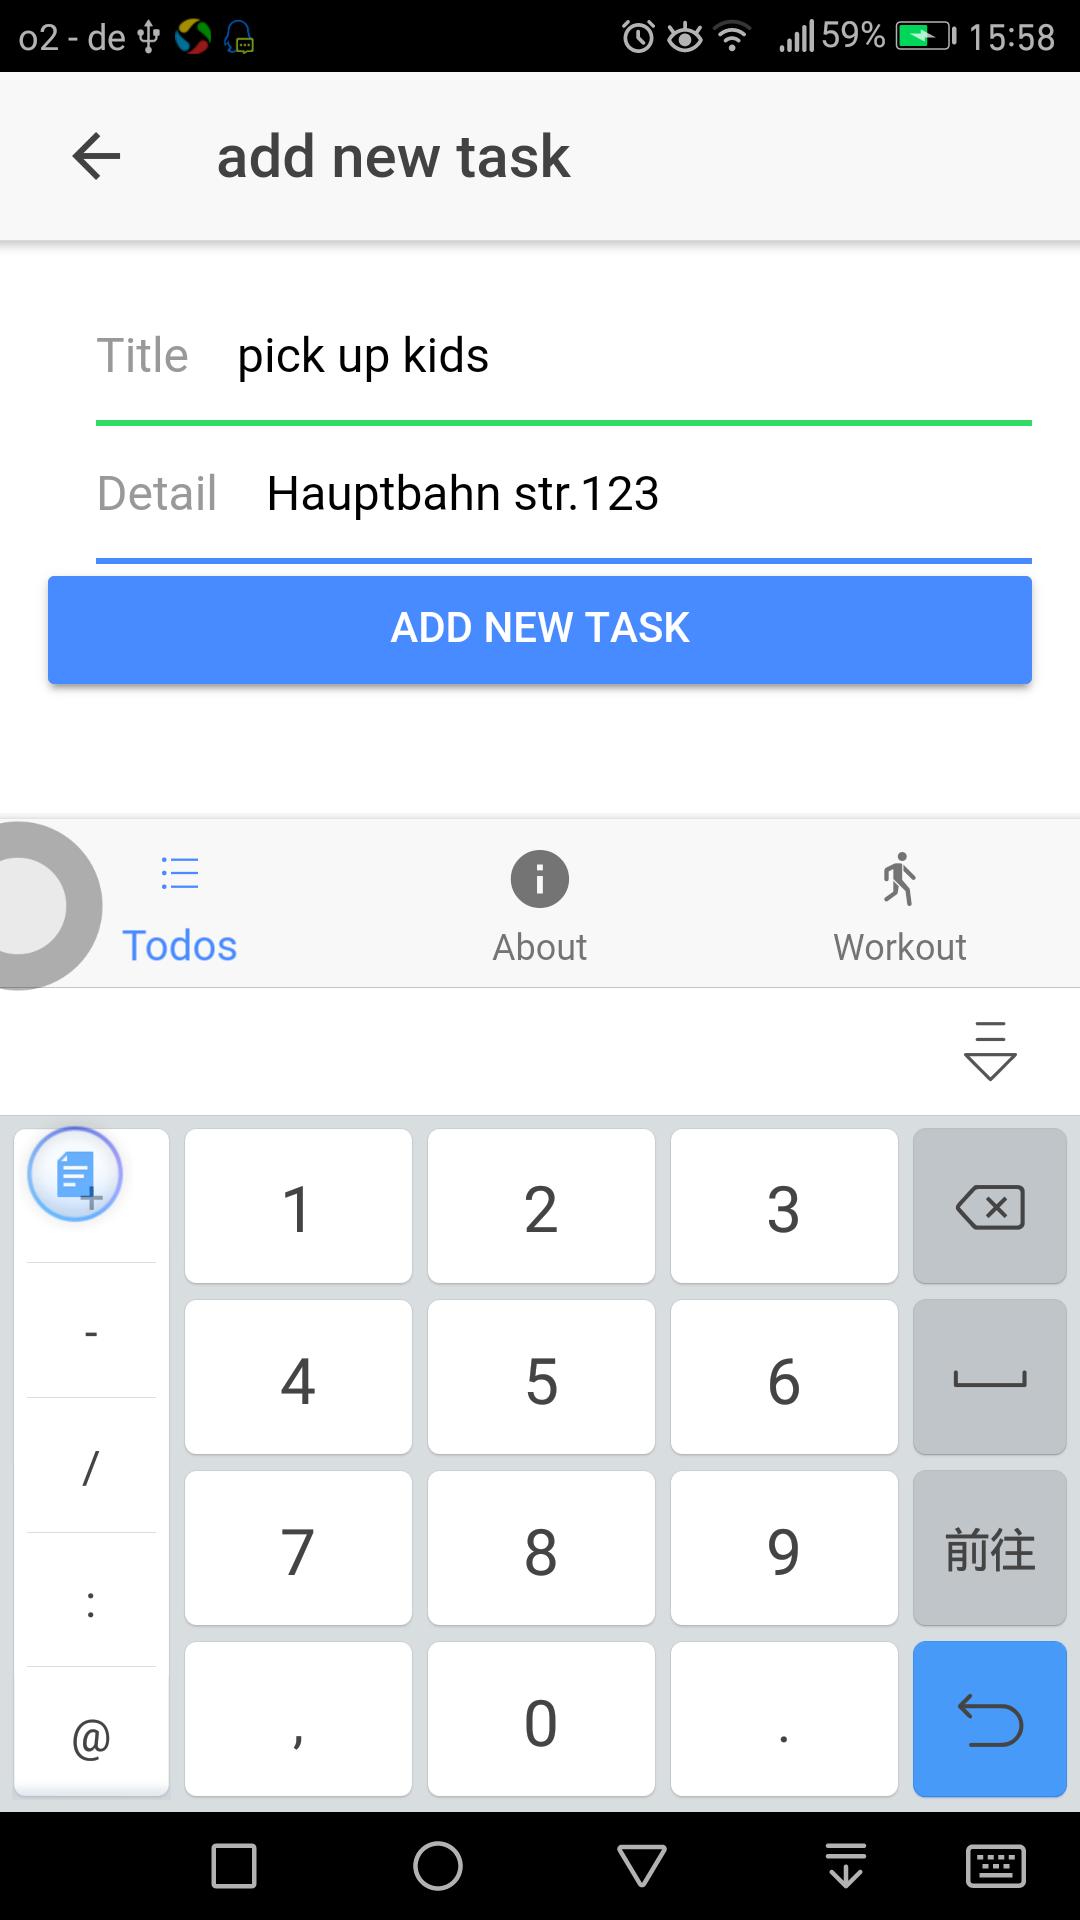 o2 - de 59% 15:58
add new task
Title pick up kids
Detail Hauptbahn str.123
ADD NEW TASK
Todos About Workout
+ 1 2 3
- 4 5 6
/ 7 8 9 前往
:
@ , 0 .